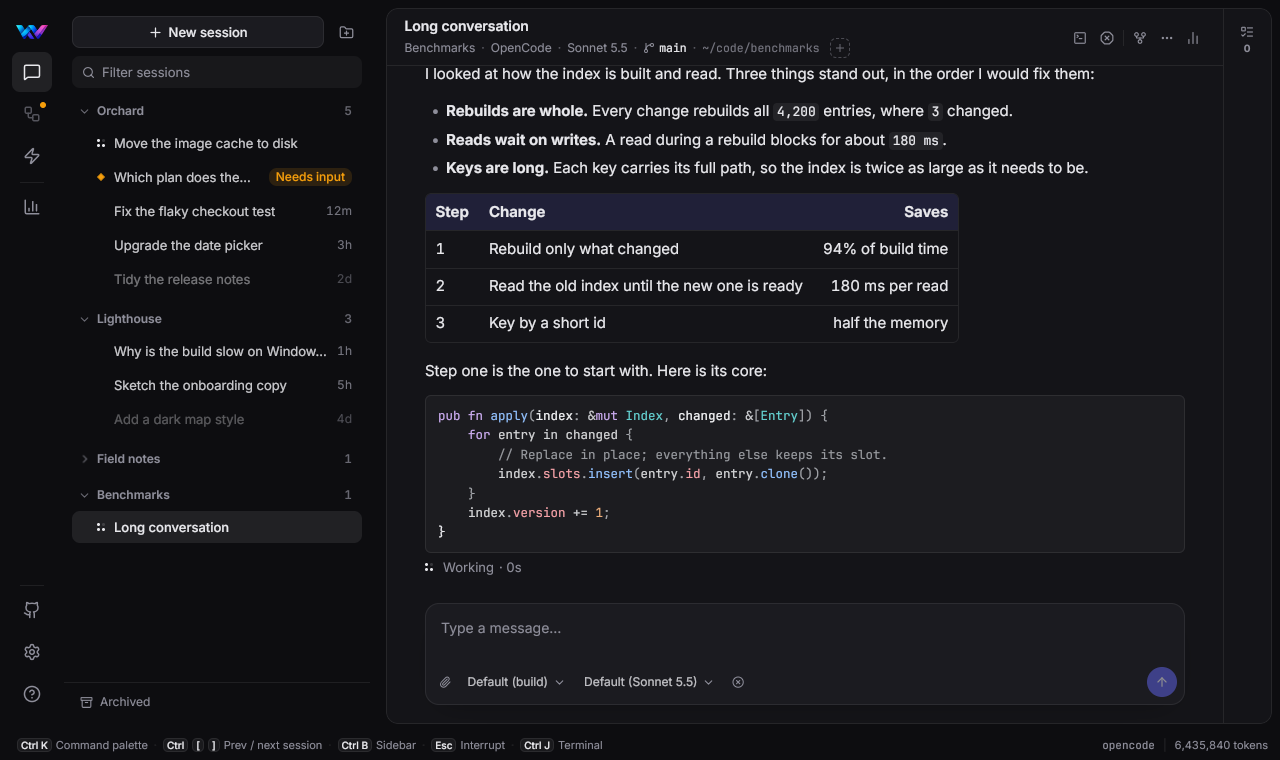 New session
Filter sessions
Orchard 5
Move the image cache to disk
Which plan does the... Needs input
Fix the flaky checkout test 12m
Upgrade the date picker 3h
Tidy the release notes 2d
Lighthouse 3
Why is the build slow on Window... 1h
Sketch the onboarding copy 5h
Add a dark map style 4d
Field notes 1
Benchmarks 1
Long conversation
Archived
Long conversation
Benchmarks · OpenCode · Sonnet 5.5 · main · ~/code/benchmarks
0
I looked at how the index is built and read. Three things stand out, in the order I would fix them:
• Rebuilds are whole. Every change rebuilds all 4,200 entries, where 3 changed.
• Reads wait on writes. A read during a rebuild blocks for about 180 ms.
• Keys are long. Each key carries its full path, so the index is twice as large as it needs to be.
Step Change Saves
1 Rebuild only what changed 94% of build time
2 Read the old index until the new one is ready 180 ms per read
3 Key by a short id half the memory
Step one is the one to start with. Here is its core:
pub fn apply(index: &mut Index, changed: &[Entry]) {
    for entry in changed {
        // Replace in place; everything else keeps its slot.
        index.slots.insert(entry.id, entry.clone());
    }
    index.version += 1;
}
Working · 0s
Type a message...
Default (build) Default (Sonnet 5.5)
Ctrl K Command palette · Ctrl [ ] Prev / next session · Ctrl B Sidebar · Esc Interrupt · Ctrl J Terminal
opencode 6,435,840 tokens